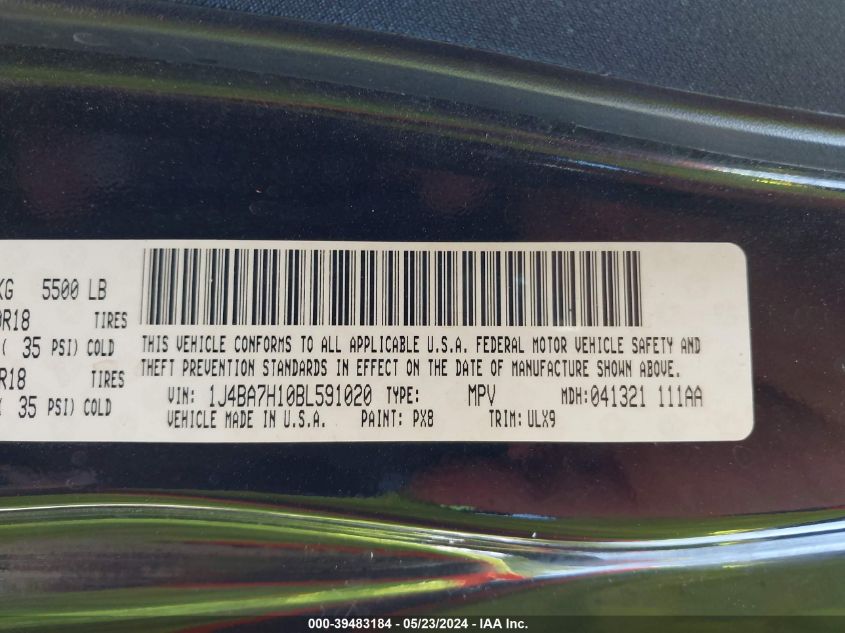 KG 5500 LB
0R18 TIRES
( 35 PSI) COLD
R18 TIRES
( 35 PSI) COLD
THIS VEHICLE CONFORMS TO ALL APPLICABLE U.S.A. FEDERAL MOTOR VEHICLE SAFETY AND
THEFT PREVENTION STANDARDS IN EFFECT ON THE DATE OF MANUFACTURE SHOWN ABOVE.
VIN: 1J4BA7H10BL591020 TYPE: MPV MDH:041321 111AA
VEHICLE MADE IN U.S.A. PAINT: PX8 TRIM:ULX9
000-39483184 - 05/23/2024 - IAA Inc.